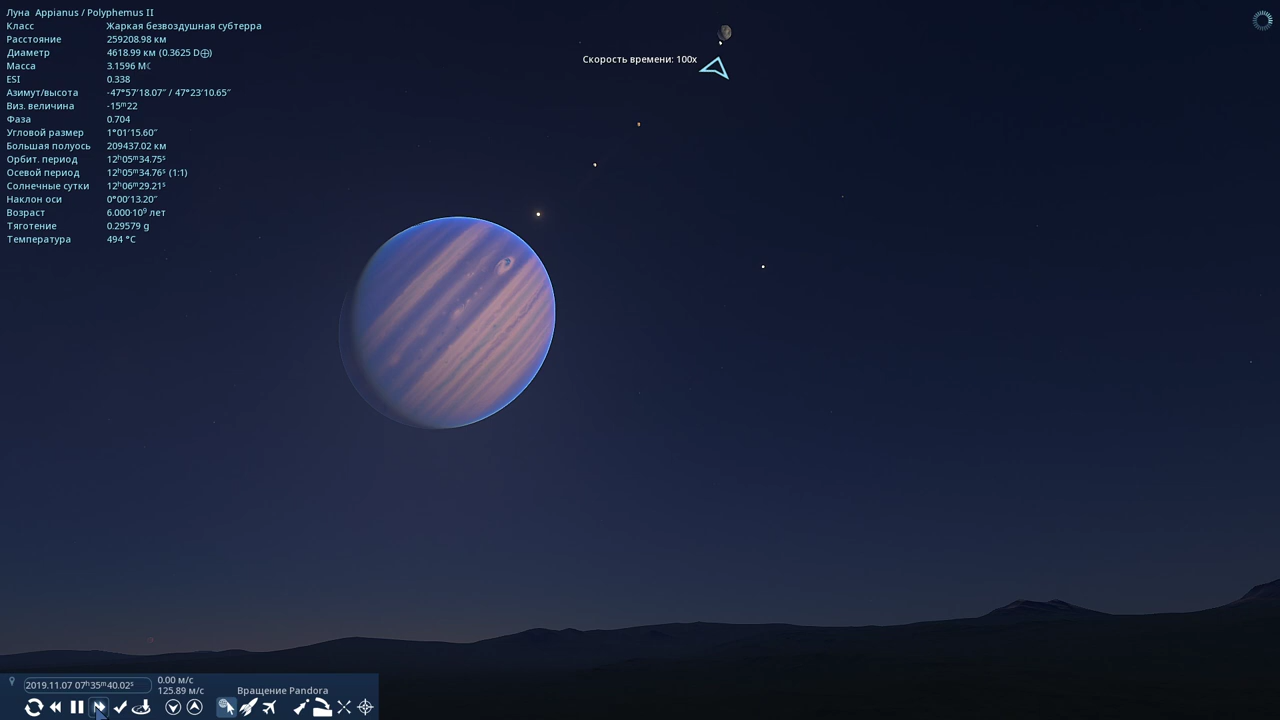 Луна Appianus / Polyphemus II
Класс Жаркая безвоздушная субтерра
Расстояние 259208.98 км
Диаметр 4618.99 км (0.3625 D⊕)
Масса 3.1596 M☾
ESI 0.338
Азимут/высота -47°57′18.07″ / 47°23′10.65″
Виз. величина -15ᵐ22
Фаза 0.704
Угловой размер 1°01′15.60″
Большая полуось 209437.02 км
Орбит. период 12ʰ05ᵐ34.75ˢ
Осевой период 12ʰ05ᵐ34.76ˢ (1:1)
Солнечные сутки 12ʰ06ᵐ29.21ˢ
Наклон оси 0°00′13.20″
Возраст 6.000·10⁹ лет
Тяготение 0.29579 g
Температура 494 °C
Скорость времени: 100x
2019.11.07 07ʰ35ᵐ40.02ˢ
0.00 м/с
125.89 м/с
Вращение Pandora